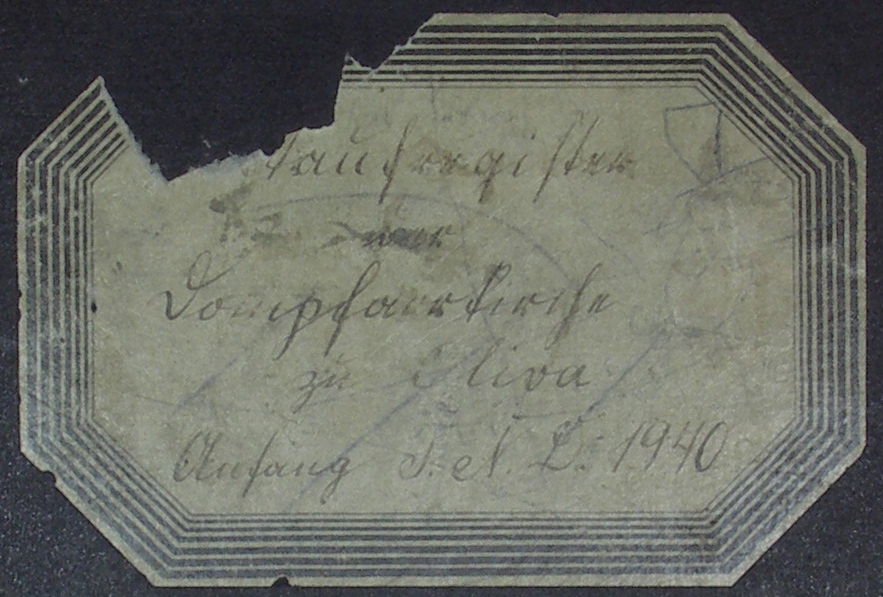 Taufregister
der
Dompfarrkirche
zu Oliva
Anfang I. N. D. 1940